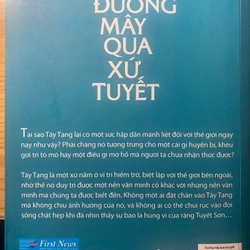 ĐƯỜNG
MÂY
QUA
XỨ
TUYẾT
Tại sao Tây Tạng lại có một sức hấp dẫn mãnh liệt đối với thế giới ngày
nay như vậy? Phải chăng nó tượng trưng cho một cái gì huyền bí, khêu
gợi trí tò mò hay một điều gì mơ hồ mà người ta chưa nhận thức được?
Tây Tạng là một xứ nằm ở vị trí hiểm trở, biệt lập với thế giới bên ngoài,
nhờ thế nó duy trì được một nền văn minh cổ khác với những nền văn
minh mà chúng ta đã biết đến. Không một ai đặt chân vào Tây Tạng
mà không chịu ảnh hưởng của nó, và không ai có thể chui rúc vào đời
sống chật hẹp khi đã nhìn thấy sự bao la hùng vĩ của rặng Tuyết Sơn...
First News